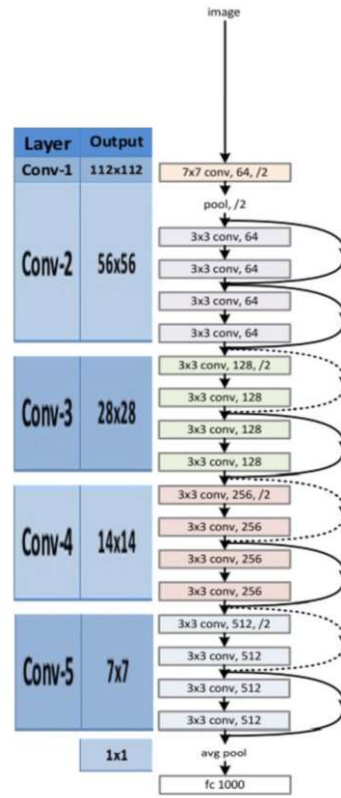 image
Layer Output
Conv-1 112x112 7x7 conv, 64, /2
pool, /2
3x3 conv, 64
3x3 conv, 64
Conv-2 56x56
3x3 conv, 64
3x3 conv, 64
3x3 conv, 128, /2
3x3 conv, 128
Conv-3 28x28
3x3 conv, 128
3x3 conv, 128
3x3 conv, 256, /2
3x3 conv, 256
Conv-4 14x14
3x3 conv, 256
3x3 conv, 256
3x3 conv, 512, /2
3x3 conv, 512
Conv-5 7x7
3x3 conv, 512
3x3 conv, 512
1x1 avg pool
fc 1000